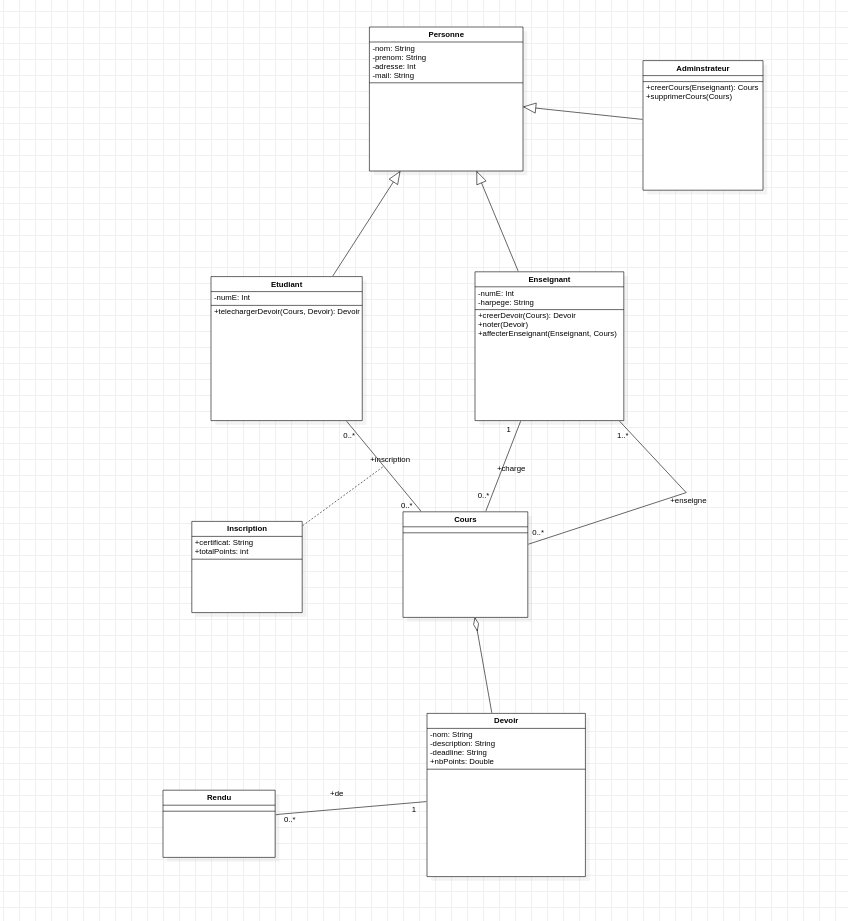 Personne
-nom: String
-prenom: String
-adresse: Int
-mail: String
Adminstrateur
+creerCours(Enseignant): Cours
+supprimerCours(Cours)
Etudiant
-numE: Int
+telechargerDevoir(Cours, Devoir): Devoir
Enseignant
-numE: Int
-harpege: String
+creerDevoir(Cours): Devoir
+noter(Devoir)
+affecterEnseignant(Enseignant, Cours)
0..*
1
1..*
+inscription
+charge
0..*
0..*
+enseigne
Inscription
+certificat: String
+totalPoints: int
Cours
0..*
Devoir
-nom: String
-description: String
-deadline: String
+nbPoints: Double
Rendu
+de
0..*
1